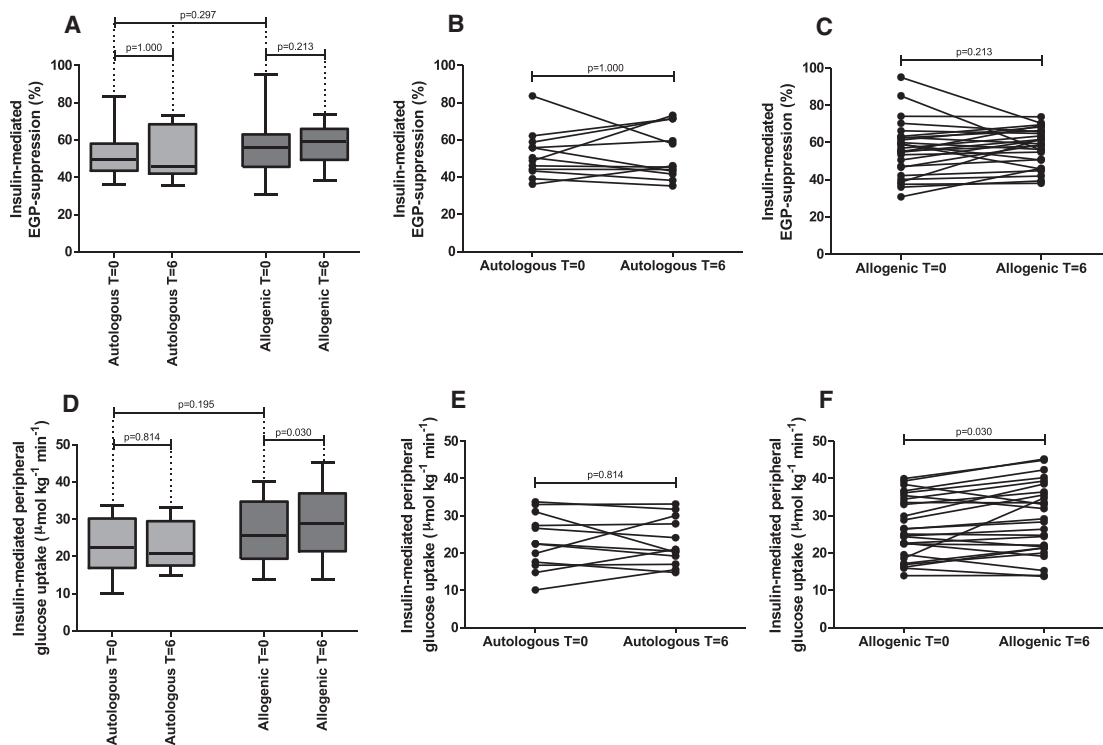 A
p=0.297
p=1.000
p=0.213
Insulin-mediated
EGP-suppression (%)
100
80
60
40
20
0
Autologous T=0
Autologous T=6
Allogenic T=0
Allogenic T=6
B
p=1.000
Insulin-mediated
EGP-suppression (%)
100
80
60
40
20
0
Autologous T=0
Autologous T=6
C
p=0.213
Insulin-mediated
EGP-suppression (%)
100
80
60
40
20
0
Allogenic T=0
Allogenic T=6
D
p=0.195
p=0.814
p=0.030
Insulin-mediated peripheral
glucose uptake (μmol kg⁻¹ min⁻¹)
50
40
30
20
10
0
Autologous T=0
Autologous T=6
Allogenic T=0
Allogenic T=6
E
p=0.814
Insulin-mediated peripheral
glucose uptake (μmol kg⁻¹ min⁻¹)
50
40
30
20
10
0
Autologous T=0
Autologous T=6
F
p=0.030
Insulin-mediated peripheral
glucose uptake (μmol kg⁻¹ min⁻¹)
50
40
30
20
10
0
Allogenic T=0
Allogenic T=6